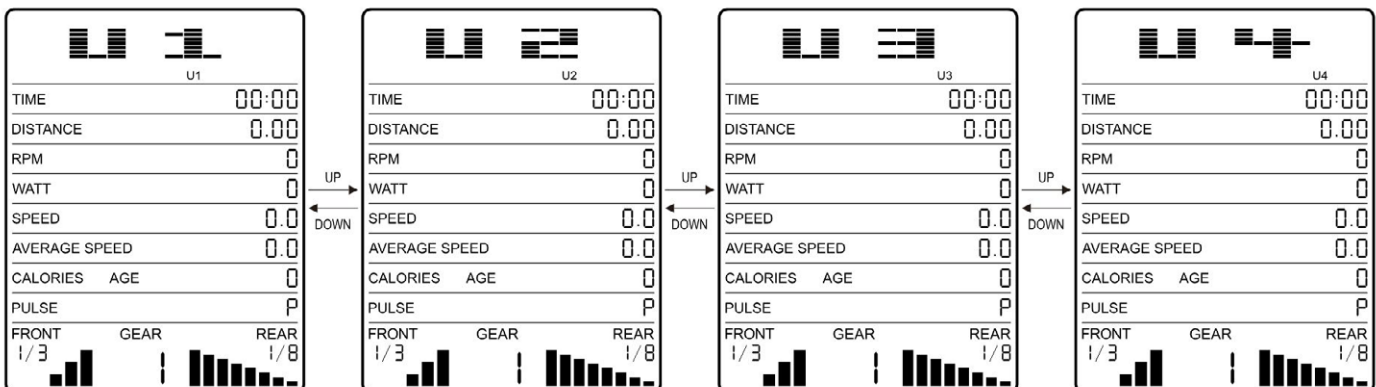 U 1
U1
TIME 00:00
DISTANCE 0.00
RPM 0
WATT 0
SPEED 0.0
AVERAGE SPEED 0.0
CALORIES AGE 0
PULSE P
FRONT GEAR REAR
1/3 1 1/8
UP
DOWN
U 2
U2
TIME 00:00
DISTANCE 0.00
RPM 0
WATT 0
SPEED 0.0
AVERAGE SPEED 0.0
CALORIES AGE 0
PULSE P
FRONT GEAR REAR
1/3 1 1/8
UP
DOWN
U 3
U3
TIME 00:00
DISTANCE 0.00
RPM 0
WATT 0
SPEED 0.0
AVERAGE SPEED 0.0
CALORIES AGE 0
PULSE P
FRONT GEAR REAR
1/3 1 1/8
UP
DOWN
U 4
U4
TIME 00:00
DISTANCE 0.00
RPM 0
WATT 0
SPEED 0.0
AVERAGE SPEED 0.0
CALORIES AGE 0
PULSE P
FRONT GEAR REAR
1/3 1 1/8